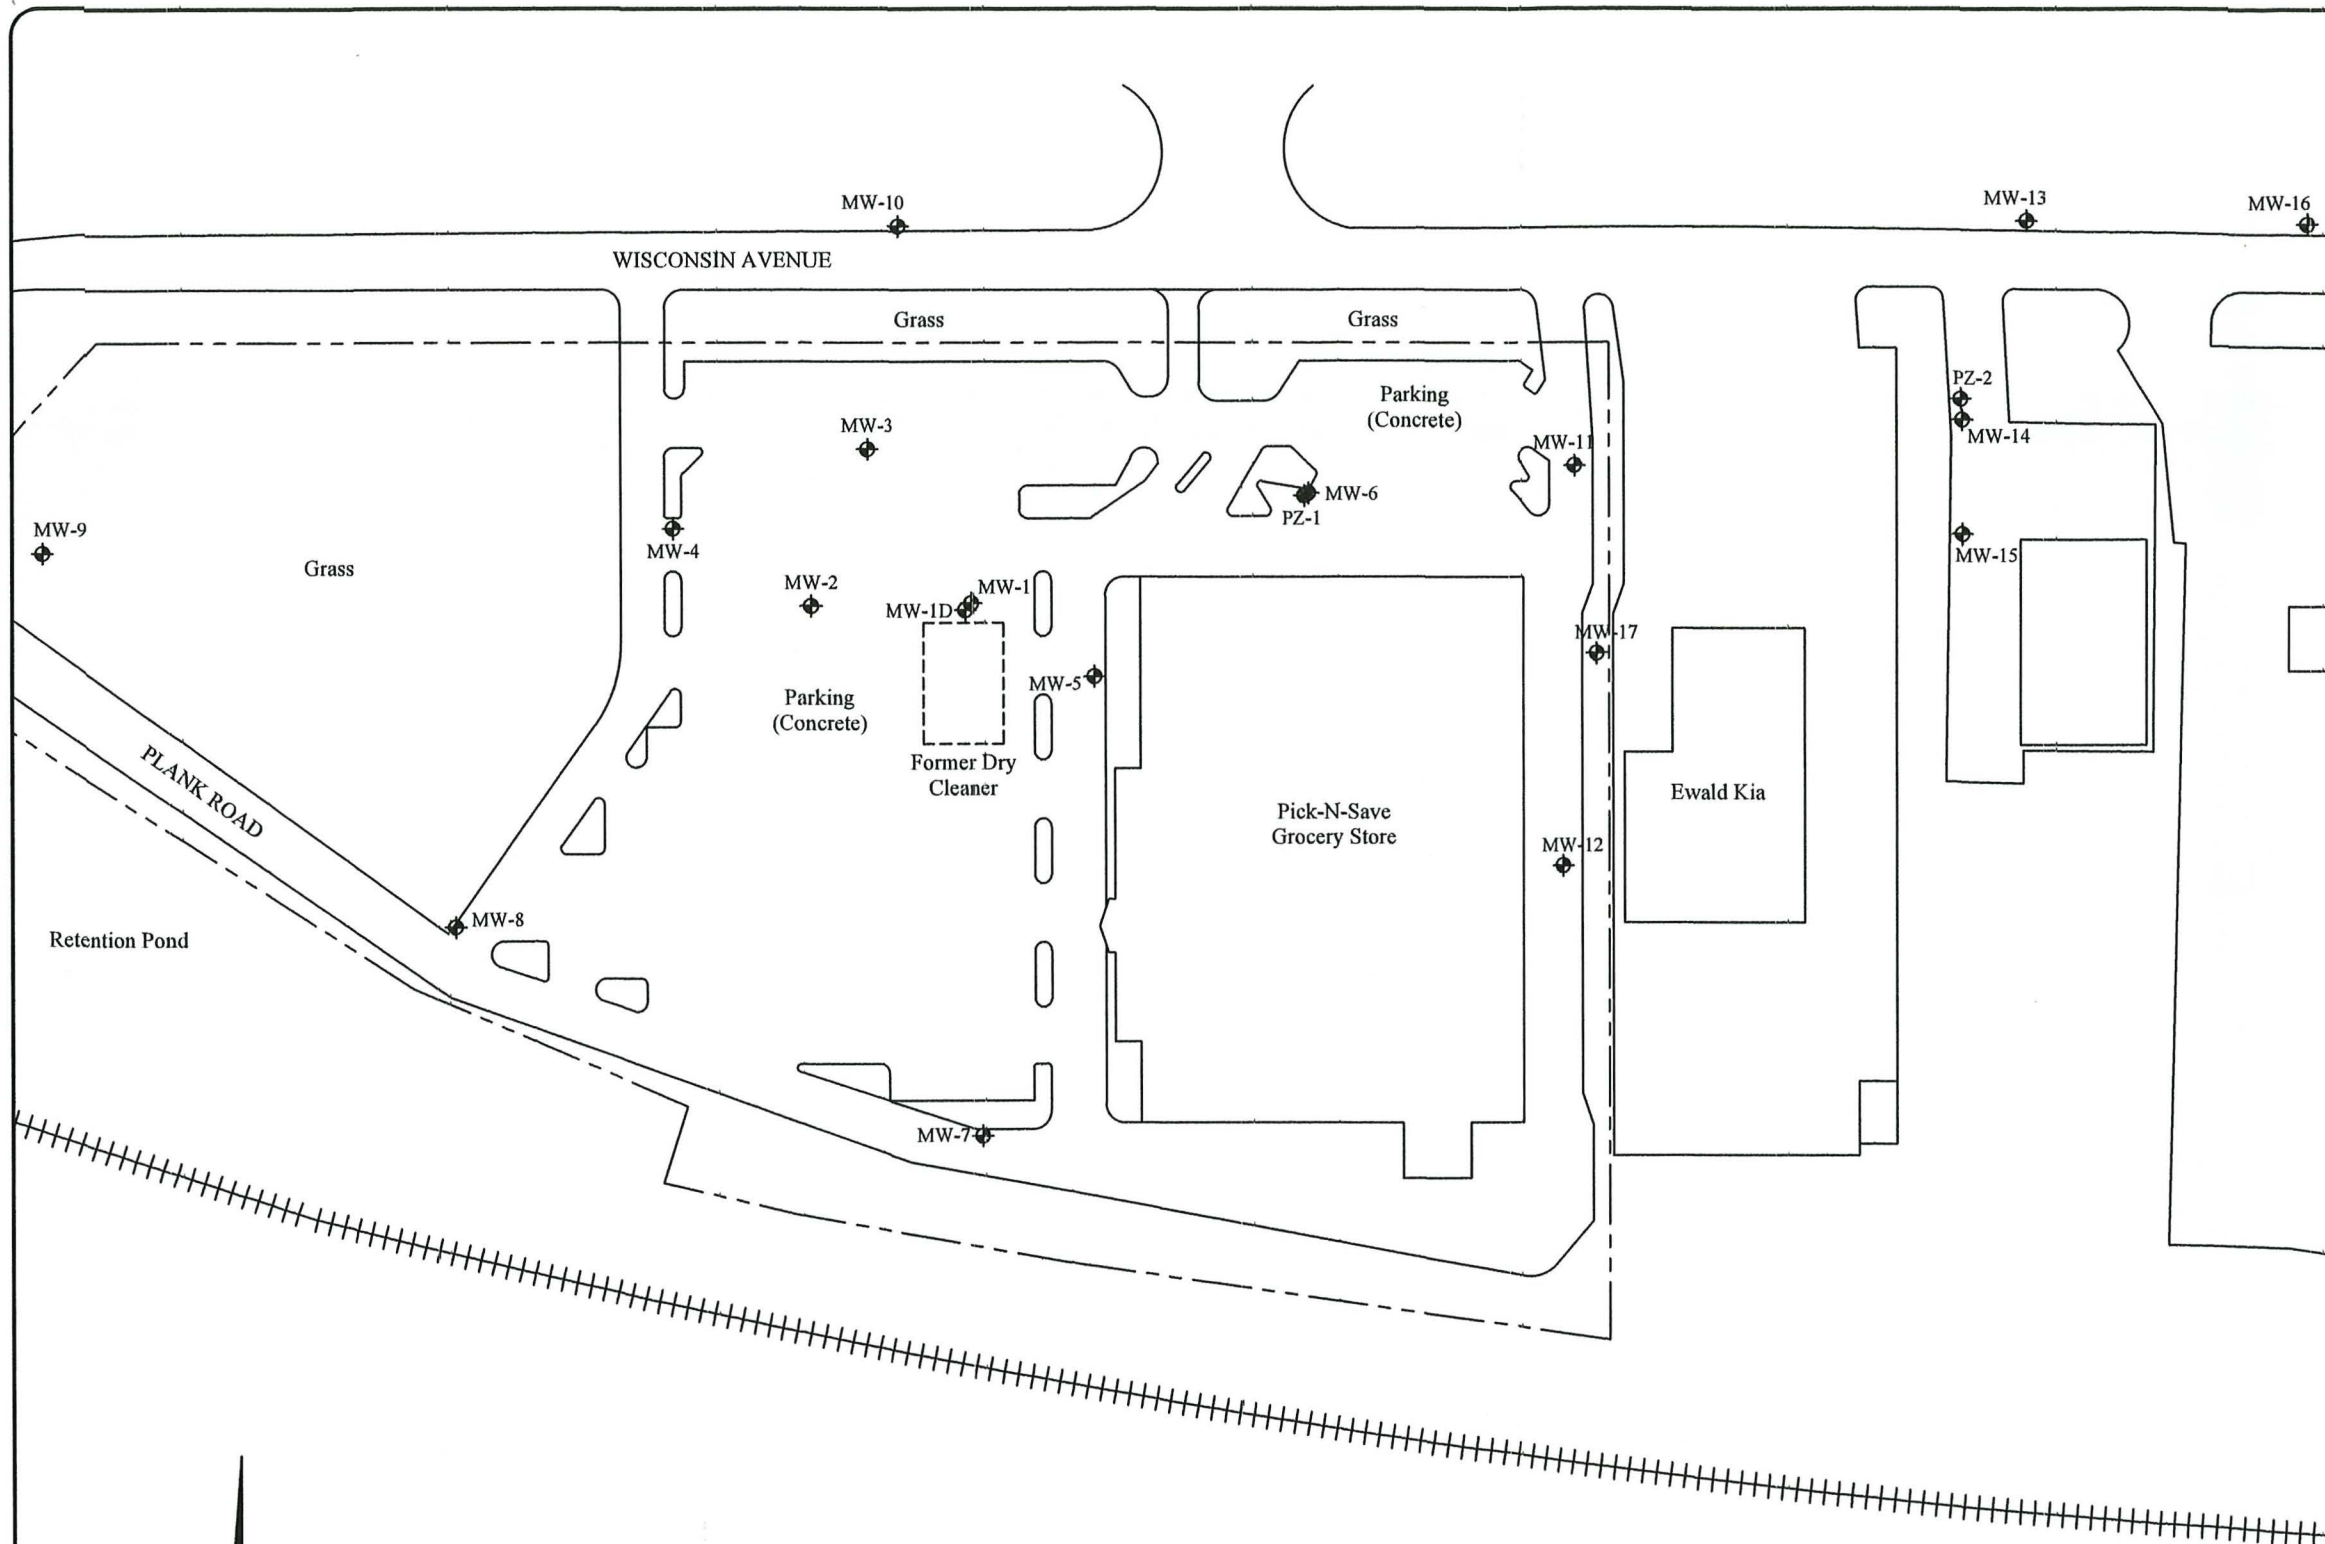 MW-10
MW-13
MW-16
WISCONSIN AVENUE
Grass
Grass
Parking
(Concrete)
PZ-2
MW-14
MW-3
MW-11
MW-6
PZ-1
MW-9
MW-4
MW-15
Grass
MW-2
MW-1
MW-1D
MW-17
MW-5
Parking
(Concrete)
PLANK ROAD
Former Dry
Cleaner
Ewald Kia
Pick-N-Save
Grocery Store
MW-12
MW-8
Retention Pond
MW-7